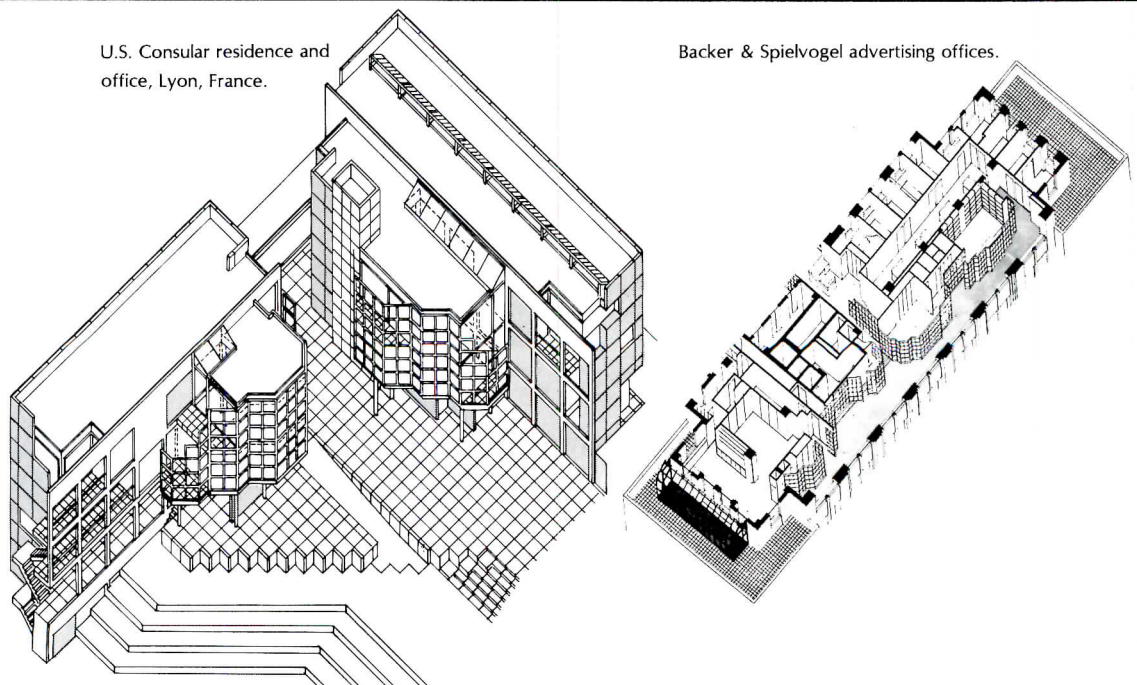 U.S. Consular residence and
office, Lyon, France.
Backer & Spielvogel advertising offices.